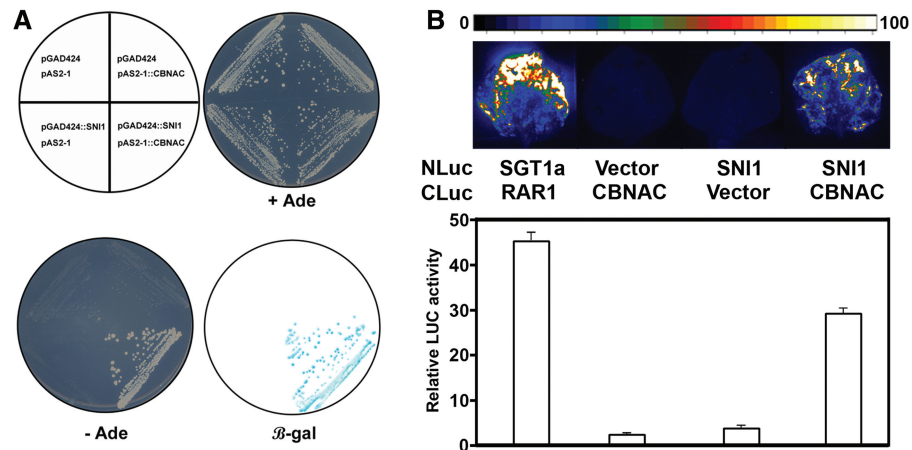 A
pGAD424
pAS2-1
pGAD424
pAS2-1::CBNAC
pGAD424::SNI1
pAS2-1
pGAD424::SNI1
pAS2-1::CBNAC
+ Ade
- Ade
ℬ-gal
B
0
100
NLuc SGT1a Vector SNI1 SNI1
CLuc RAR1 CBNAC Vector CBNAC
Relative LUC activity
50
40
30
20
10
0